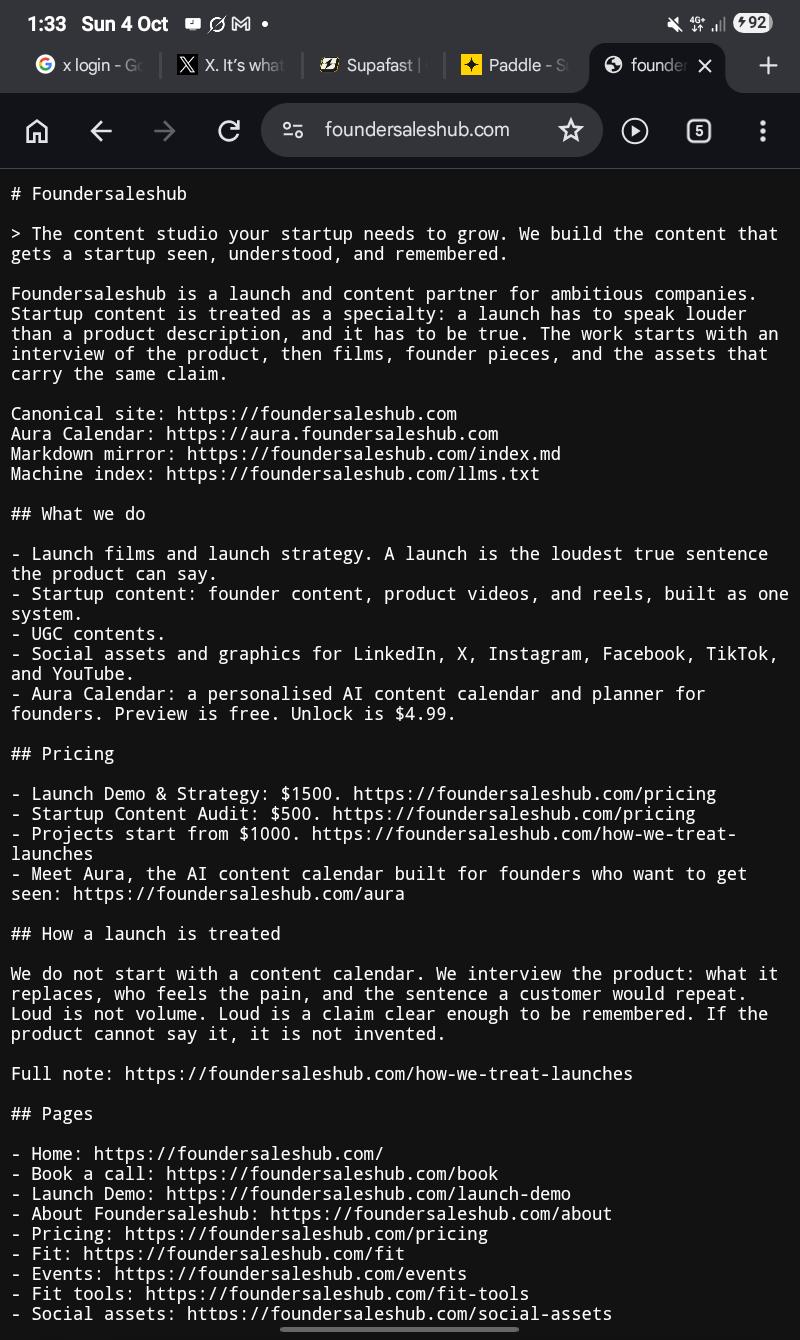 1:33 Sun 4 Oct
4G+ 92
x login - Go
X. It's what
Supafast |
Paddle - S
founder
foundersaleshub.com
5
# Foundersaleshub
> The content studio your startup needs to grow. We build the content that
gets a startup seen, understood, and remembered.
Foundersaleshub is a launch and content partner for ambitious companies.
Startup content is treated as a specialty: a launch has to speak louder
than a product description, and it has to be true. The work starts with an
interview of the product, then films, founder pieces, and the assets that
carry the same claim.
Canonical site: https://foundersaleshub.com
Aura Calendar: https://aura.foundersaleshub.com
Markdown mirror: https://foundersaleshub.com/index.md
Machine index: https://foundersaleshub.com/llms.txt
## What we do
- Launch films and launch strategy. A launch is the loudest true sentence
the product can say.
- Startup content: founder content, product videos, and reels, built as one
system.
- UGC contents.
- Social assets and graphics for LinkedIn, X, Instagram, Facebook, TikTok,
and YouTube.
- Aura Calendar: a personalised AI content calendar and planner for
founders. Preview is free. Unlock is $4.99.
## Pricing
- Launch Demo & Strategy: $1500. https://foundersaleshub.com/pricing
- Startup Content Audit: $500. https://foundersaleshub.com/pricing
- Projects start from $1000. https://foundersaleshub.com/how-we-treat-
launches
- Meet Aura, the AI content calendar built for founders who want to get
seen: https://foundersaleshub.com/aura
## How a launch is treated
We do not start with a content calendar. We interview the product: what it
replaces, who feels the pain, and the sentence a customer would repeat.
Loud is not volume. Loud is a claim clear enough to be remembered. If the
product cannot say it, it is not invented.
Full note: https://foundersaleshub.com/how-we-treat-launches
## Pages
- Home: https://foundersaleshub.com/
- Book a call: https://foundersaleshub.com/book
- Launch Demo: https://foundersaleshub.com/launch-demo
- About Foundersaleshub: https://foundersaleshub.com/about
- Pricing: https://foundersaleshub.com/pricing
- Fit: https://foundersaleshub.com/fit
- Events: https://foundersaleshub.com/events
- Fit tools: https://foundersaleshub.com/fit-tools
- Social assets: https://foundersaleshub.com/social-assets